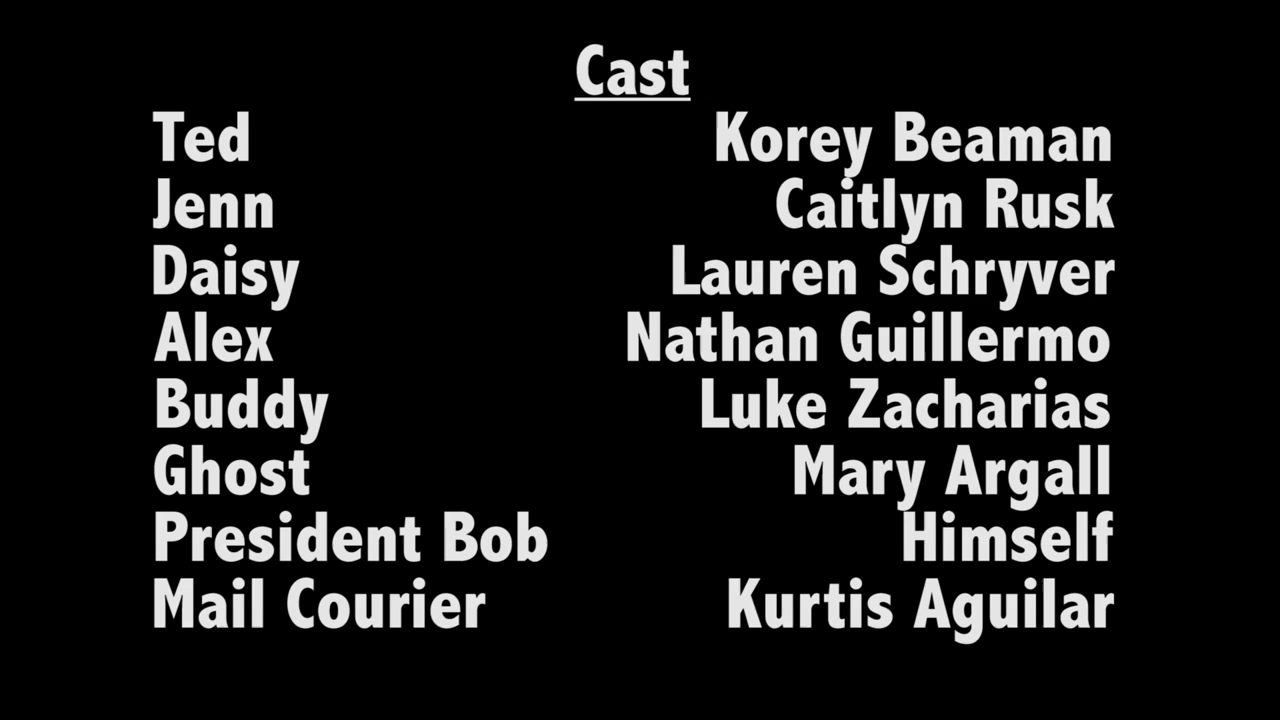 Cast
Ted Korey Beaman
Jenn Caitlyn Rusk
Daisy Lauren Schryver
Alex Nathan Guillermo
Buddy Luke Zacharias
Ghost Mary Argall
President Bob Himself
Mail Courier Kurtis Aguilar